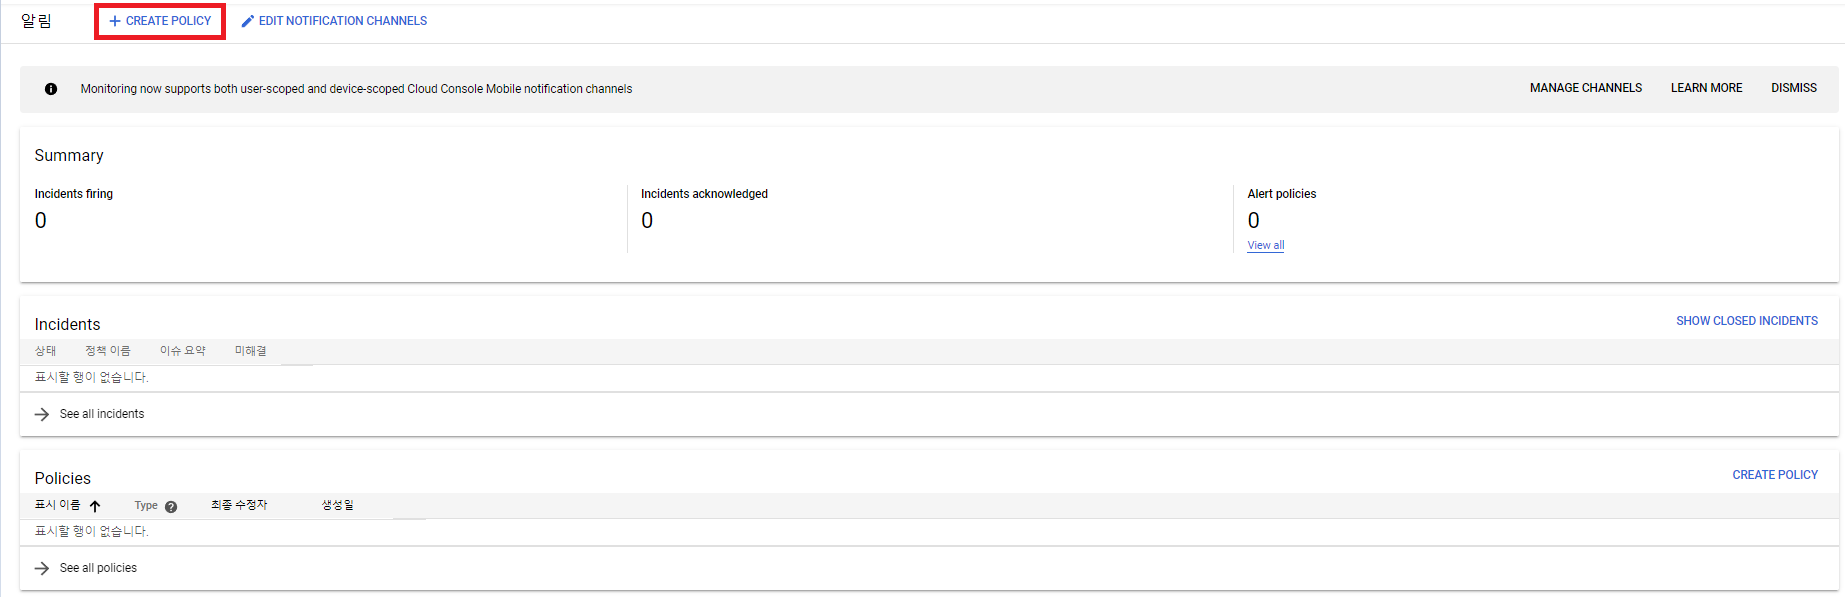 알림 CREATE POLICY EDIT NOTIFICATION CHANNELS
Monitoring now supports both user-scoped and device-scoped Cloud Console Mobile notification channels MANAGE CHANNELS LEARN MORE DISMISS
Summary
Incidents firing Incidents acknowledged Alert policies
0 0 0
View all
Incidents SHOW CLOSED INCIDENTS
상태 정책 이름 이슈 요약 미해결
표시할 행이 없습니다.
See all incidents
Policies CREATE POLICY
표시 이름 Type 최종 수정자 생성일
표시할 행이 없습니다.
See all policies